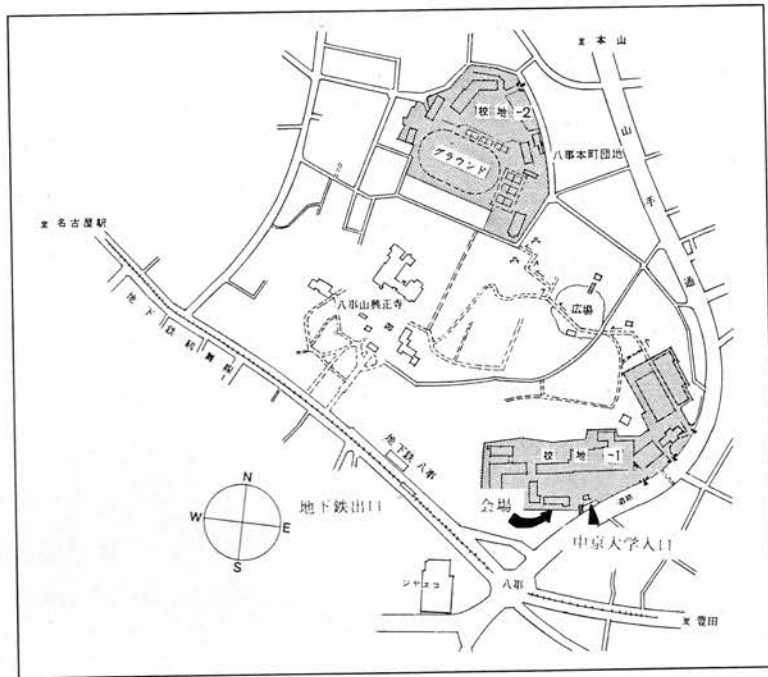 至 本山
校地-2
グラウンド
八事本町団地
山手通
至 名古屋駅
八事山興正寺
広場
地下鉄鶴舞線
校地-1
地下鉄 八事
会場
地下鉄出口
中京大学入口
N
W
E
S
ジャスコ
八事
至 豊田